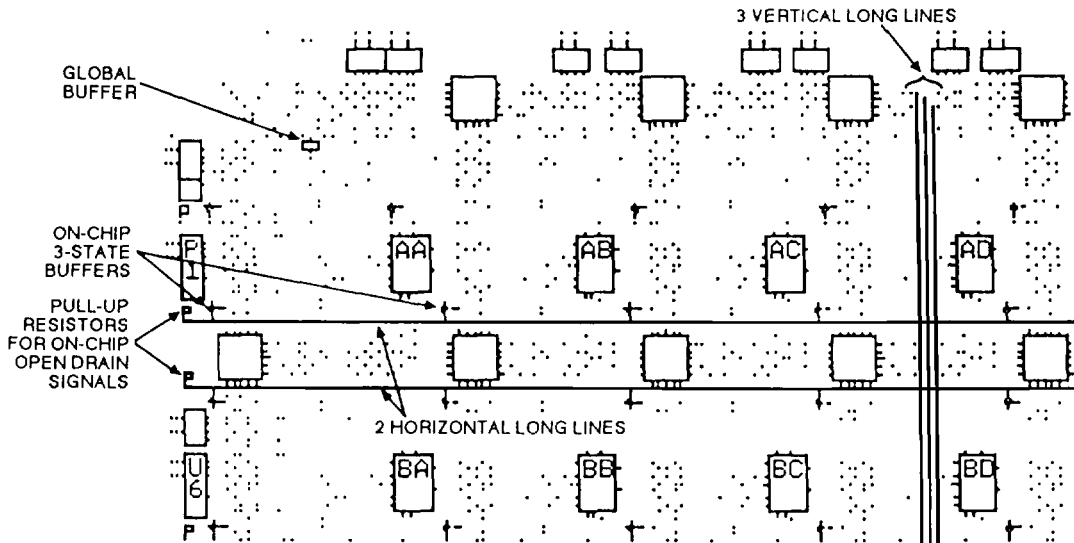 3 VERTICAL LONG LINES
GLOBAL
BUFFER
ON-CHIP
3-STATE
BUFFERS
P
1
AA
AB
AC
AD
PULL-UP
RESISTORS
FOR ON-CHIP
OPEN DRAIN
SIGNALS
2 HORIZONTAL LONG LINES
U
6
BA
BB
BC
BD